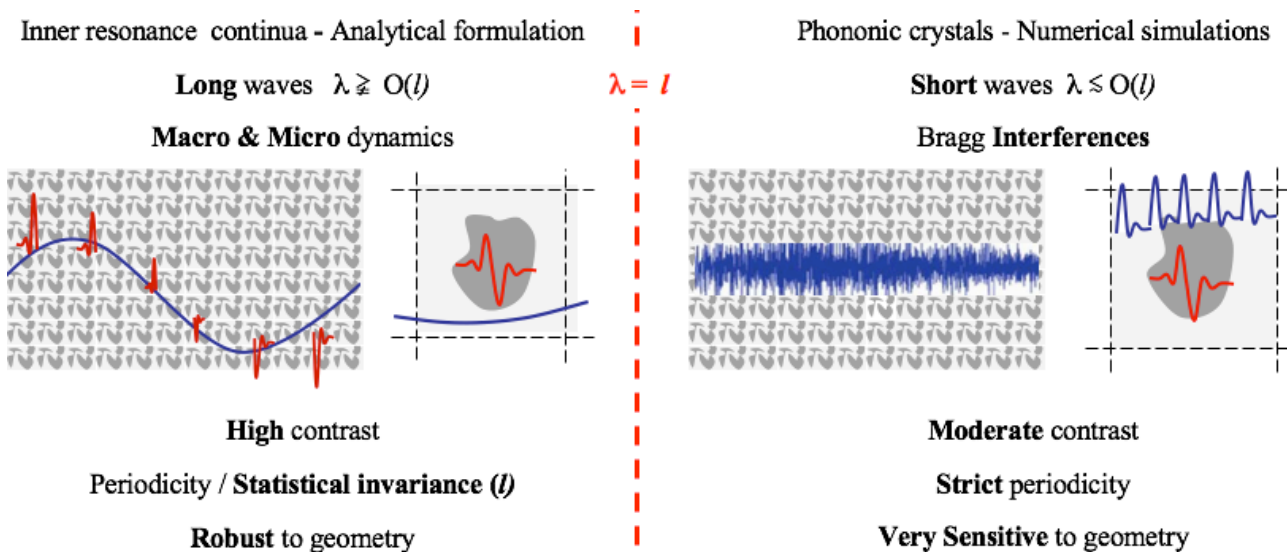 Inner resonance continua - Analytical formulation
Long waves λ ⪌ O(l)
Macro & Micro dynamics
High contrast
Periodicity / Statistical invariance (l)
Robust to geometry
λ = l
Phononic crystals - Numerical simulations
Short waves λ ≲ O(l)
Bragg Interferences
Moderate contrast
Strict periodicity
Very Sensitive to geometry